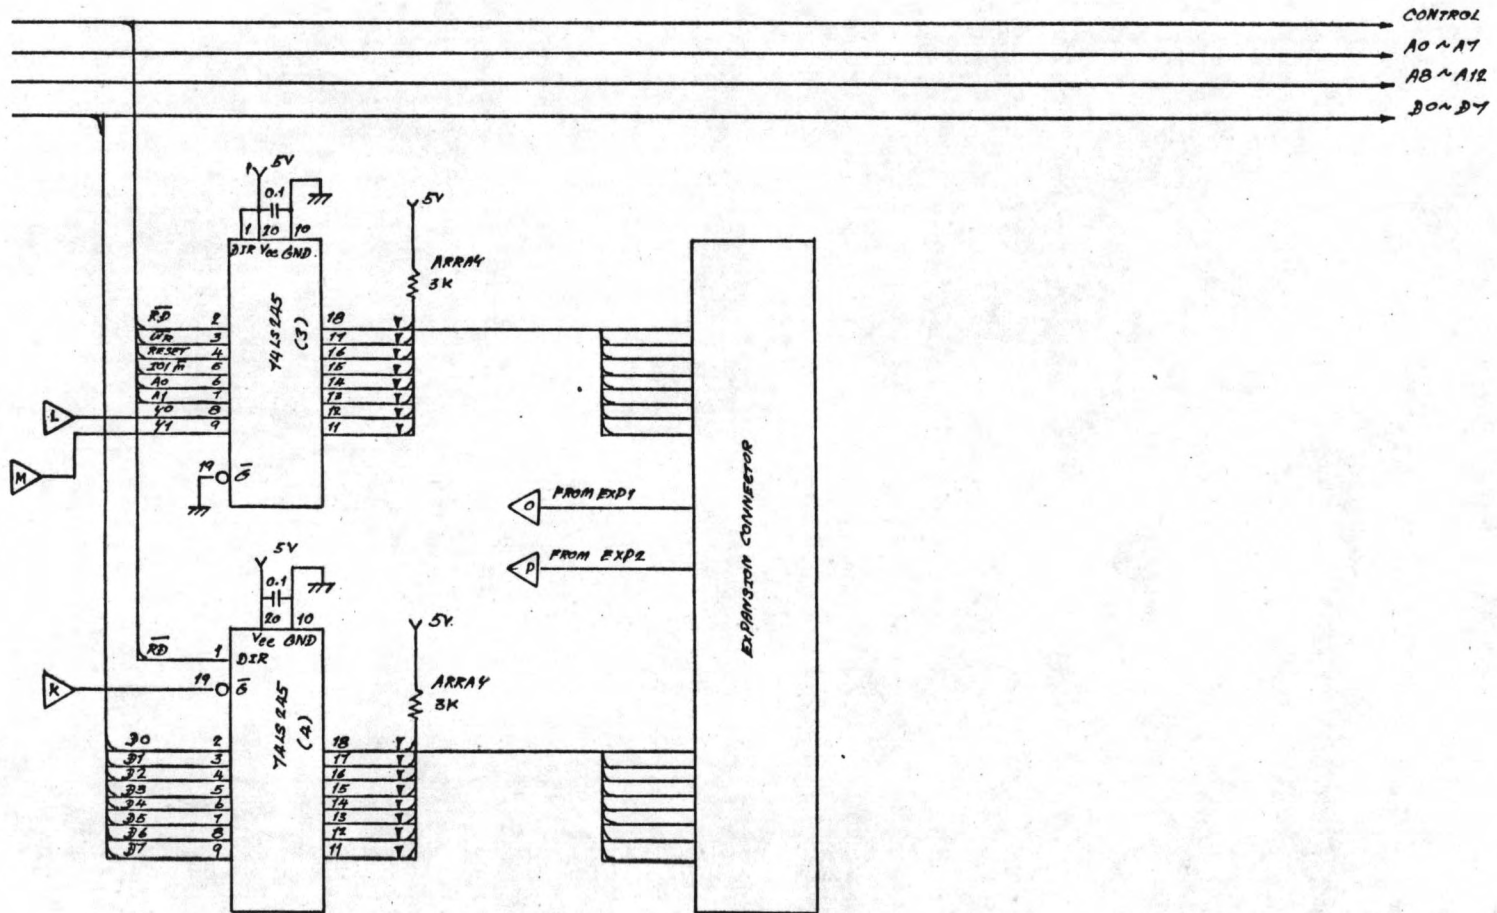 CONTROL
A0 ~ A7
A8 ~ A12
D0 ~ D7
5V
0.1
1 20 10
DIR Vcc GND.
5V
ARRAY
3K
74LS245
(3)
RD 2 18
WR 3 17
RESET 4 16
IO/M 5 15
A0 6 14
A1 7 13
L Y0 8 12
Y1 9 11
M
19 G
O FROM EXP1
P FROM EXP2
EXPANSION CONNECTOR
5V
0.1
20 10
Vcc GND
5V.
RD 1 DIR
K 19 G
ARRAY
3K
74LS245
(4)
D0 2 18
D1 3 17
D2 4 16
D3 5 15
D4 6 14
D5 7 13
D6 8 12
D7 9 11